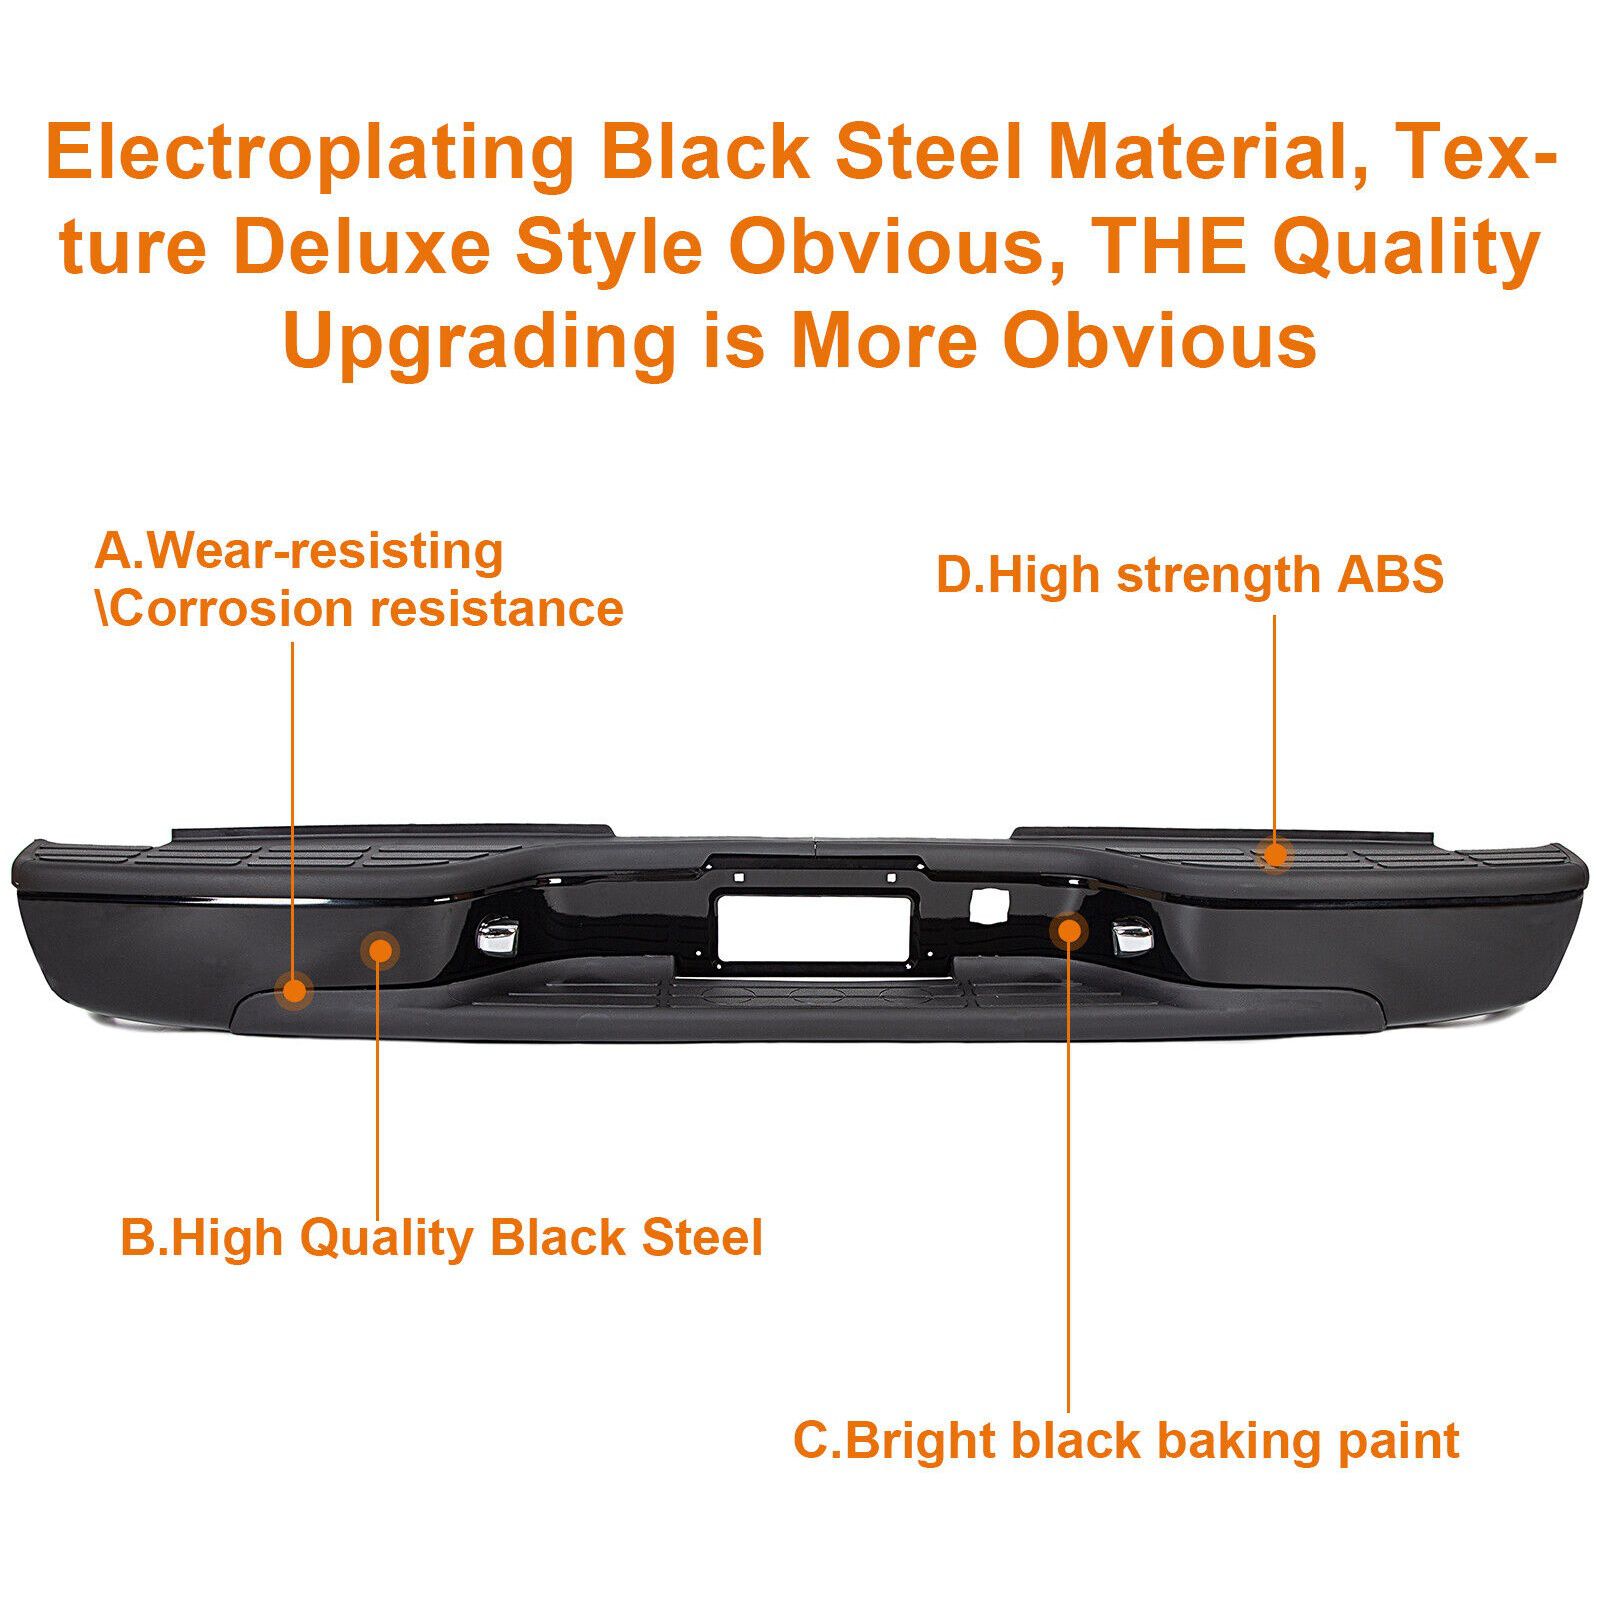 Electroplating Black Steel Material, Tex-
ture Deluxe Style Obvious, THE Quality
Upgrading is More Obvious
A.Wear-resisting
\Corrosion resistance
D.High strength ABS
B.High Quality Black Steel
C.Bright black baking paint